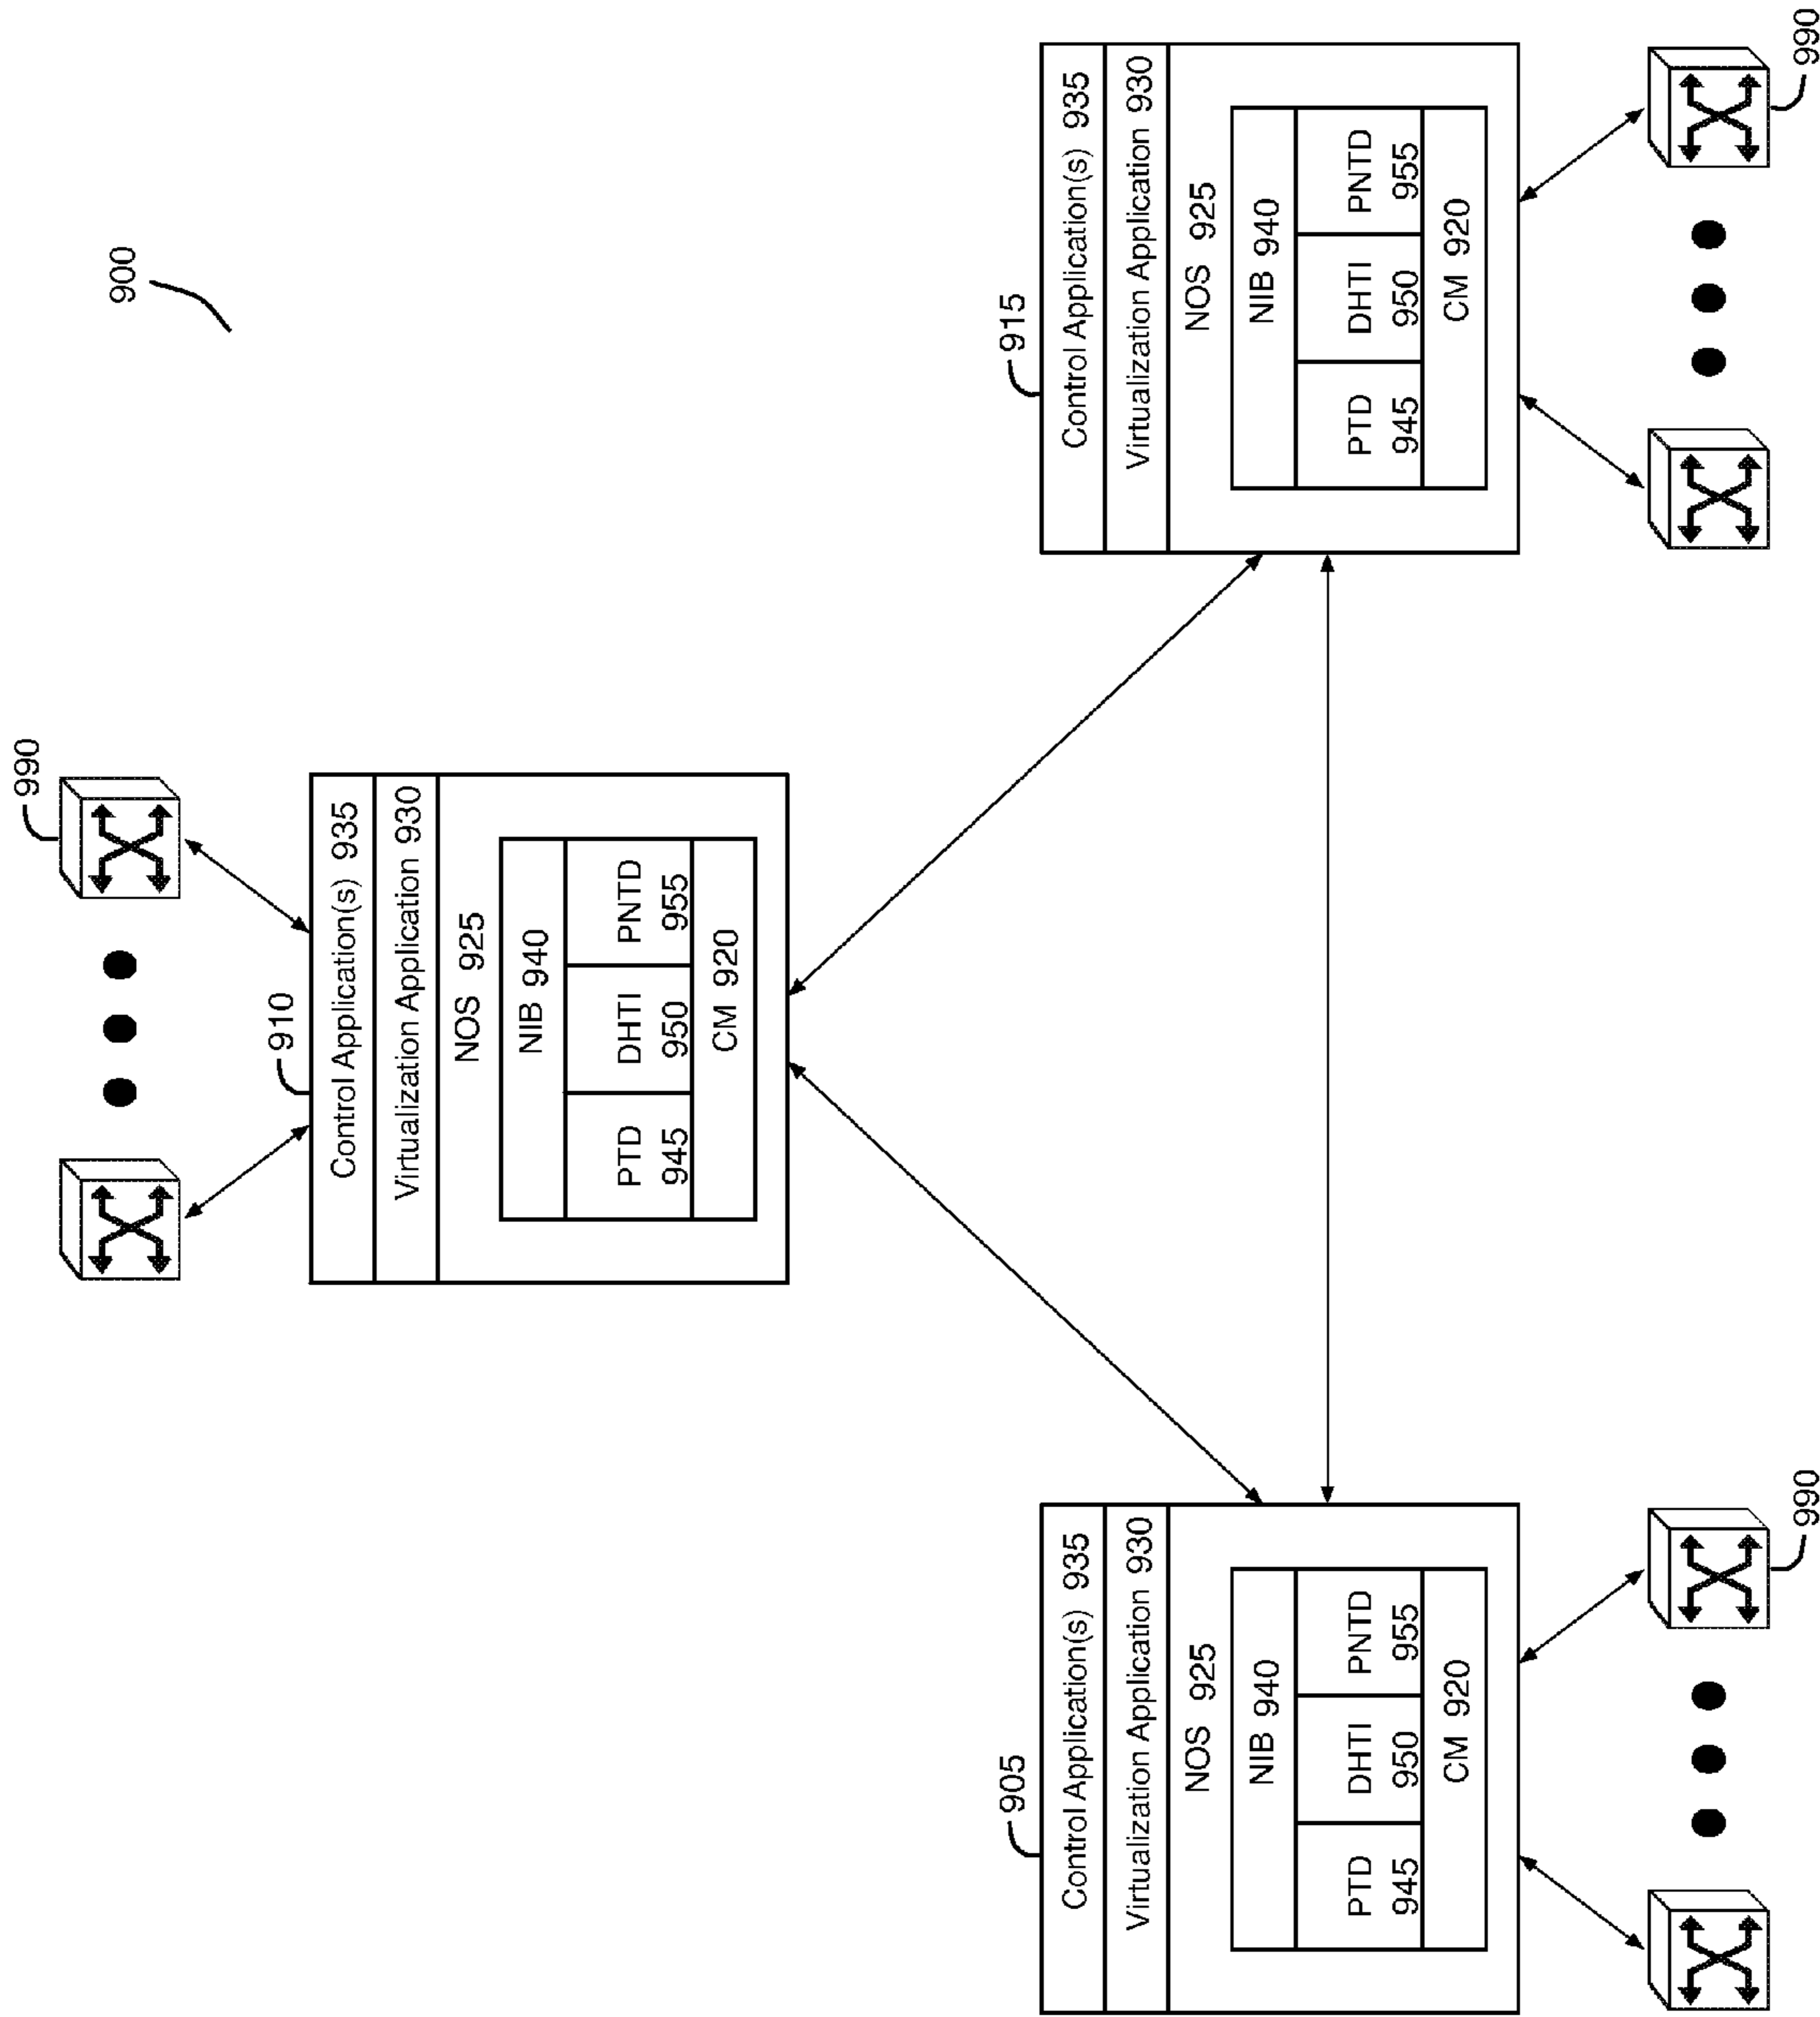 900
990
910
Control Application(s) 935
Virtualization Application 930
NOS 925
NIB 940
PTD 945
DHTI 950
PNTD 955
CM 920
905
Control Application(s) 935
Virtualization Application 930
NOS 925
NIB 940
PTD 945
DHTI 950
PNTD 955
CM 920
990
915
Control Application(s) 935
Virtualization Application 930
NOS 925
NIB 940
PTD 945
DHTI 950
PNTD 955
CM 920
990